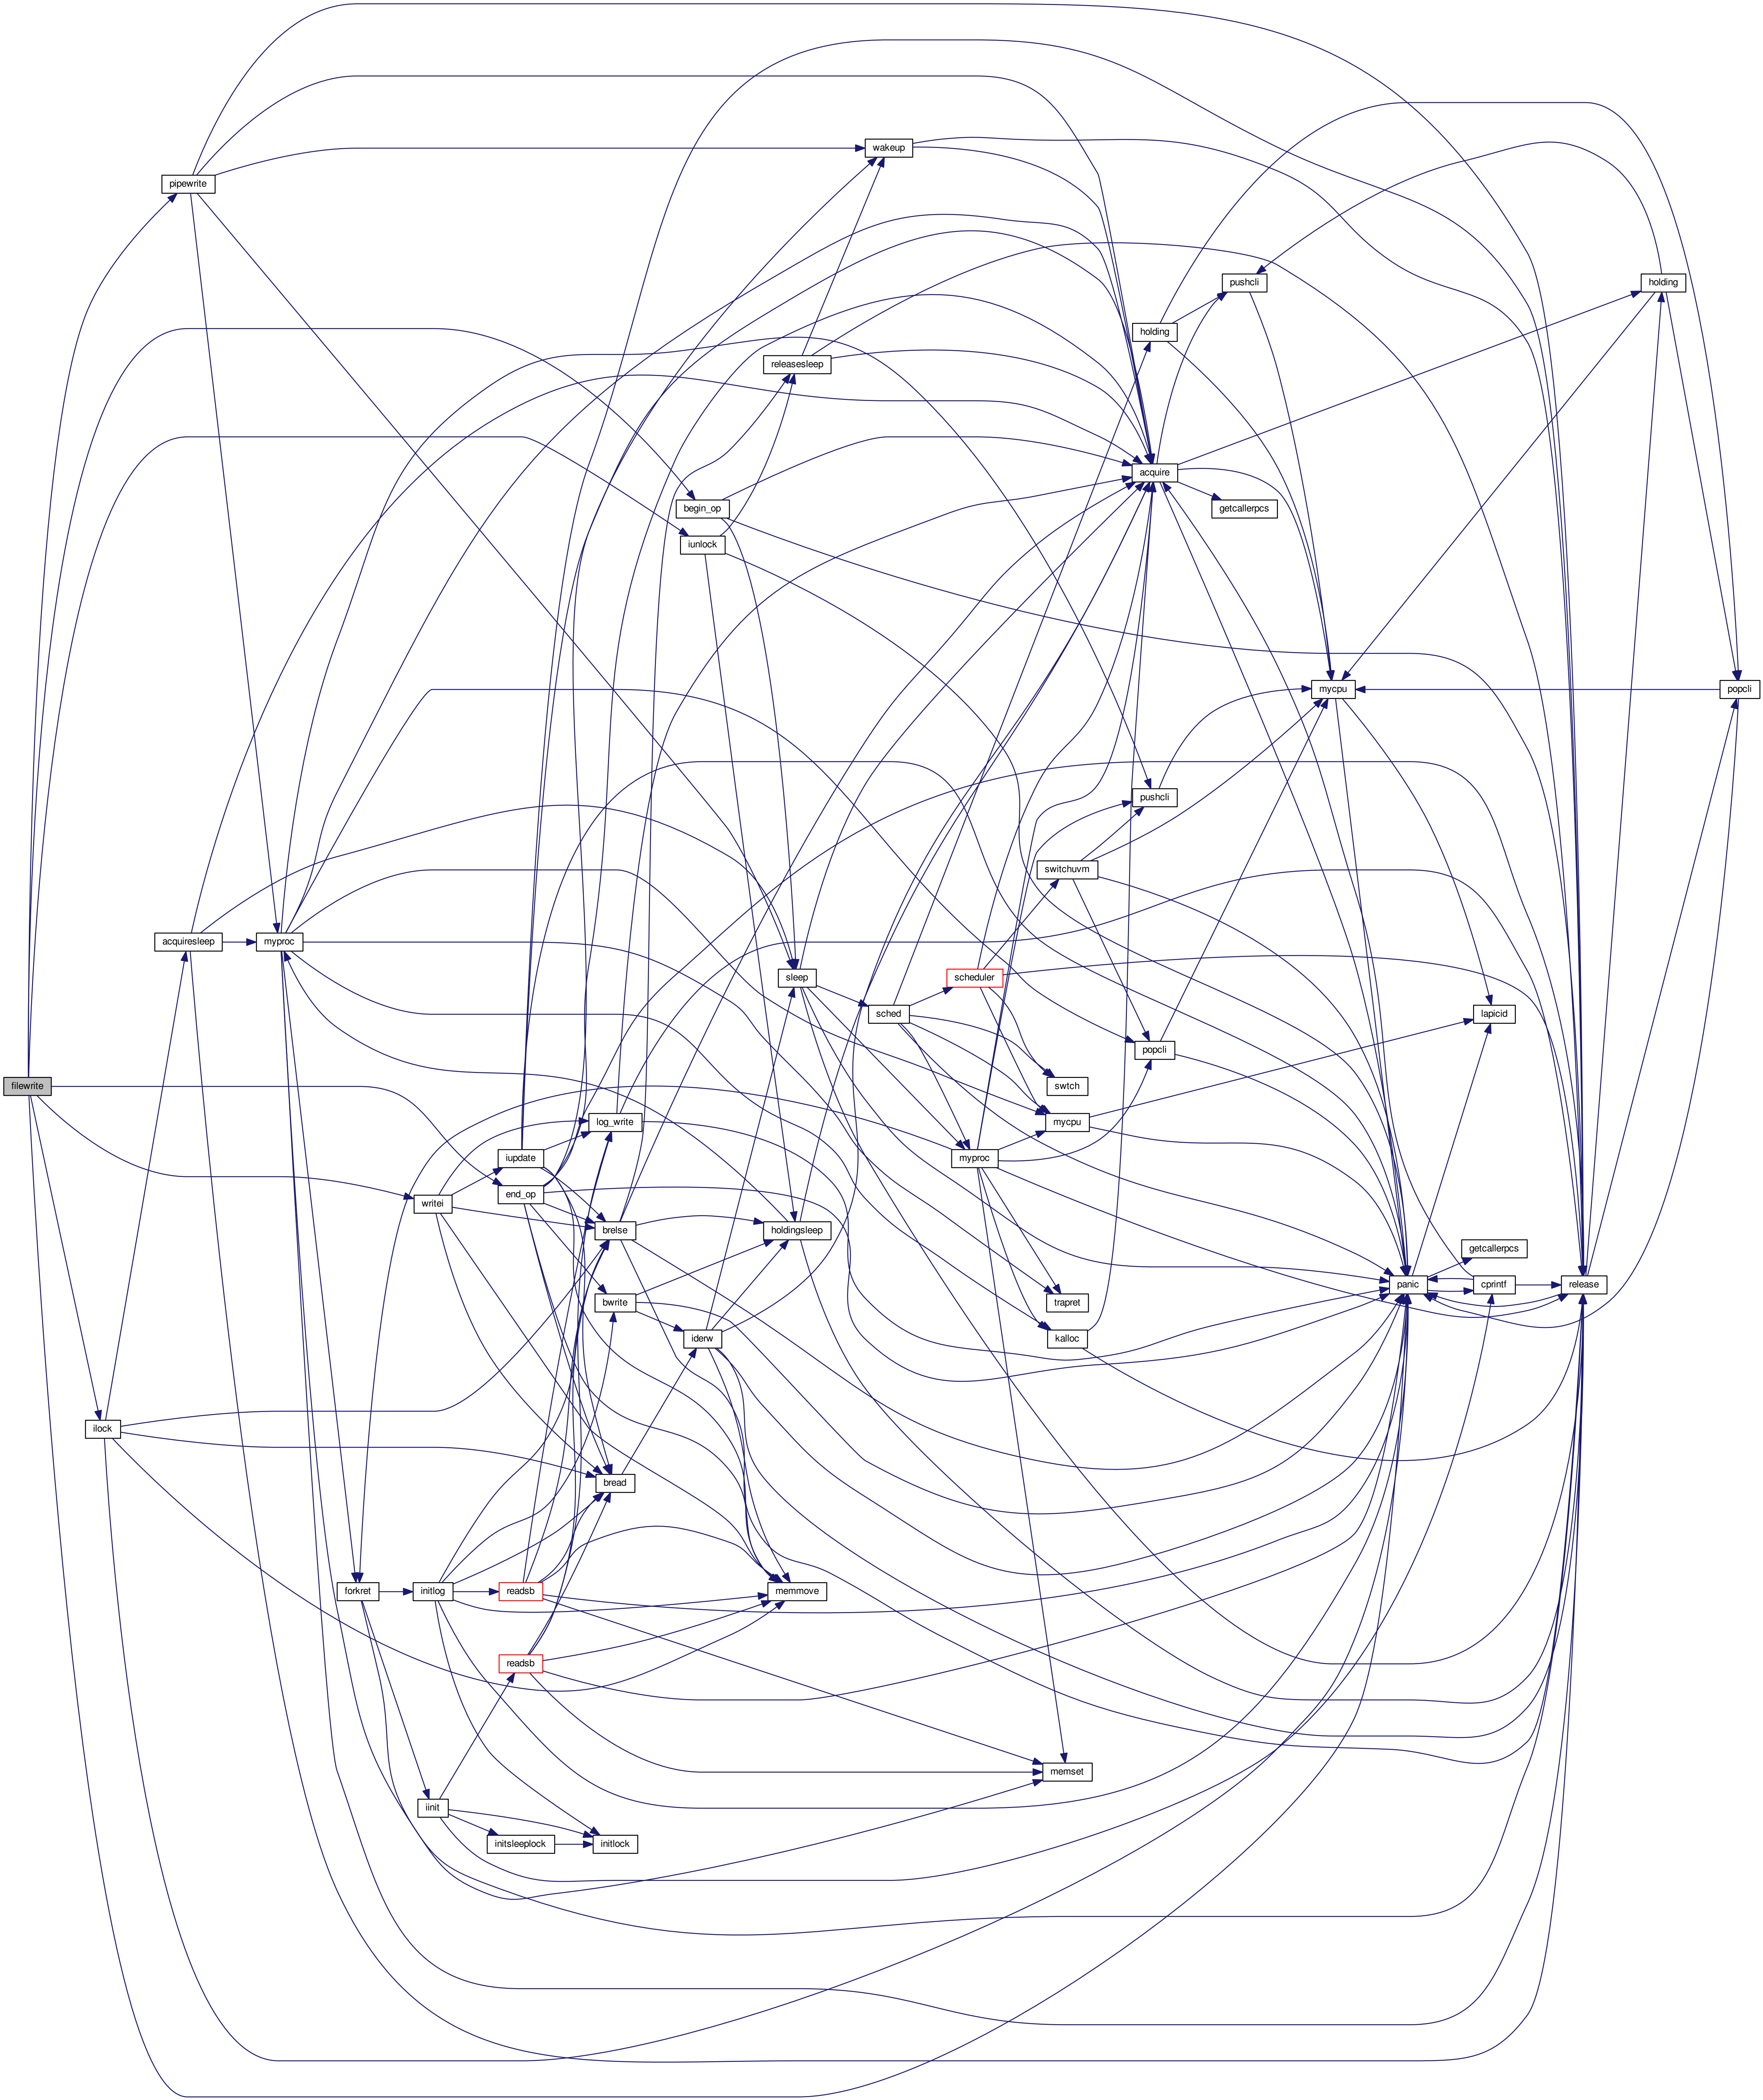 wakeup
pipewrite
pushcli
holding
holding
releasesleep
acquire
begin_op
getcallerpcs
iunlock
mycpu
popcli
pushcli
switchuvm
acquiresleep
myproc
sleep
scheduler
sched
lapicid
popcli
filewrite
swtch
log_write
mycpu
iupdate
myproc
end_op
writei
brelse
holdingsleep
getcallerpcs
panic
cprintf
release
bwrite
trapret
iderw
kalloc
ilock
bread
forkret
initlog
readsb
memmove
readsb
memset
iinit
initsleeplock
initlock